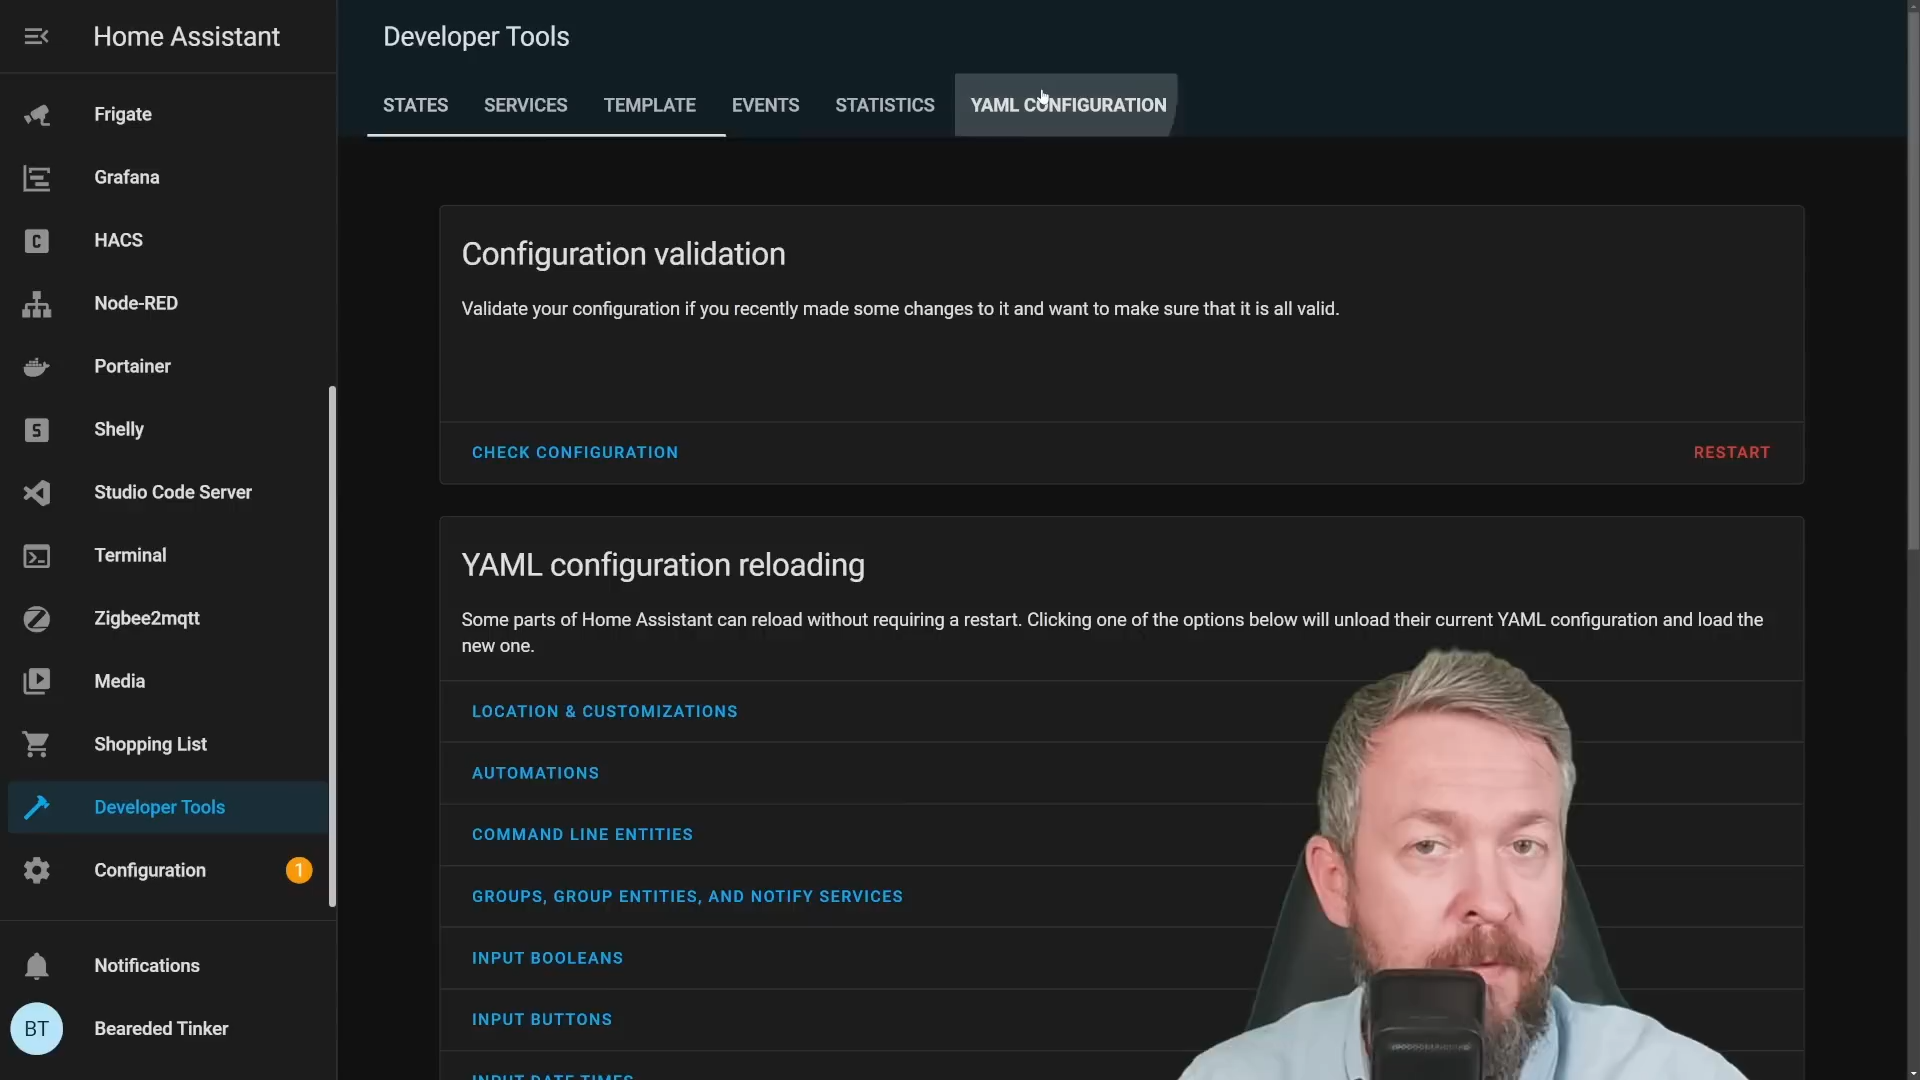 Home Assistant
Developer Tools
STATES SERVICES TEMPLATE EVENTS STATISTICS YAML CONFIGURATION
Frigate
Grafana
HACS
Node-RED
Portainer
Shelly
Studio Code Server
Terminal
Zigbee2mqtt
Media
Shopping List
Developer Tools
Configuration 1
Notifications
BT Bearded Tinker
Configuration validation
Validate your configuration if you recently made some changes to it and want to make sure that it is all valid.
CHECK CONFIGURATION RESTART
YAML configuration reloading
Some parts of Home Assistant can reload without requiring a restart. Clicking one of the options below will unload their current YAML configuration and load the
new one.
LOCATION & CUSTOMIZATIONS
AUTOMATIONS
COMMAND LINE ENTITIES
GROUPS, GROUP ENTITIES, AND NOTIFY SERVICES
INPUT BOOLEANS
INPUT BUTTONS
INPUT DATE TIMES